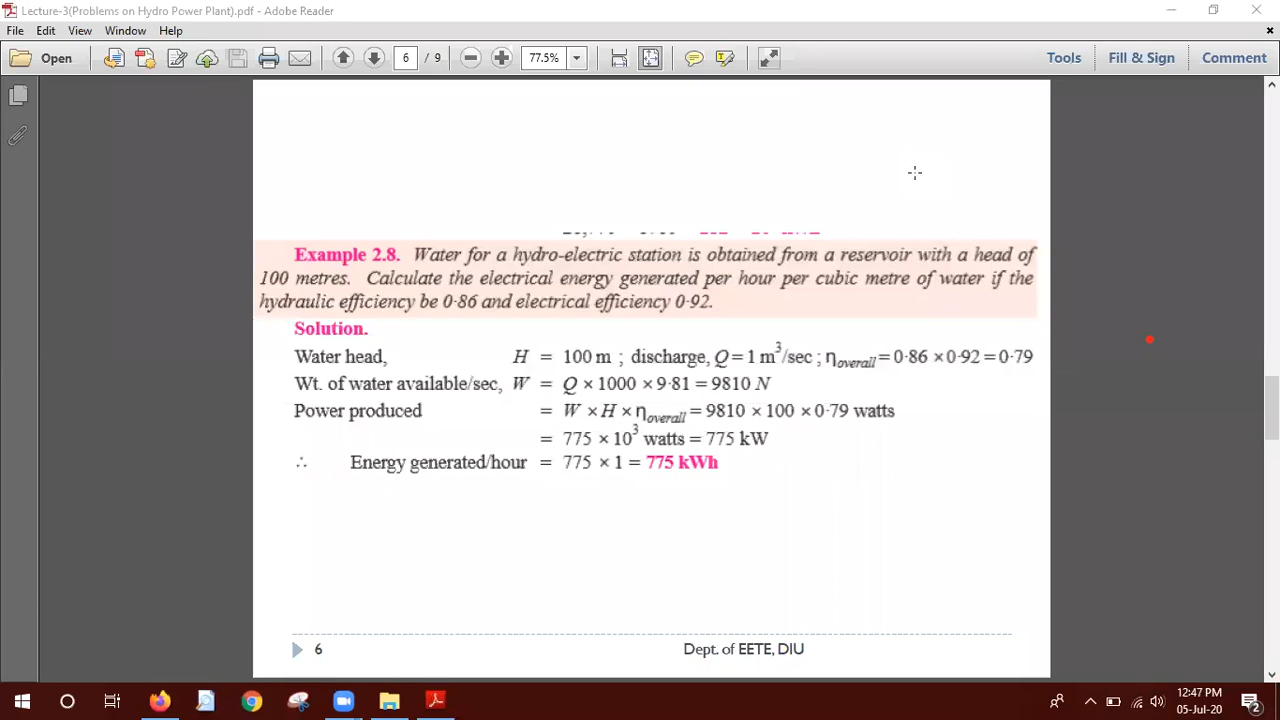 Lecture-3(Problems on Hydro Power Plant).pdf - Adobe Reader
File Edit View Window Help
Open 6 / 9 77.5% Tools Fill & Sign Comment
Example 2.8. Water for a hydro-electric station is obtained from a reservoir with a head of
100 metres. Calculate the electrical energy generated per hour per cubic metre of water if the
hydraulic efficiency be 0·86 and electrical efficiency 0·92.
Solution.
Water head, H = 100 m ; discharge, Q = 1 m³/sec ; ηoverall = 0·86 × 0·92 = 0·79
Wt. of water available/sec, W = Q × 1000 × 9·81 = 9810 N
Power produced = W × H × ηoverall = 9810 × 100 × 0·79 watts
= 775 × 10³ watts = 775 kW
∴ Energy generated/hour = 775 × 1 = 775 kWh
6 Dept. of EETE, DIU
12:47 PM
05-Jul-20
2